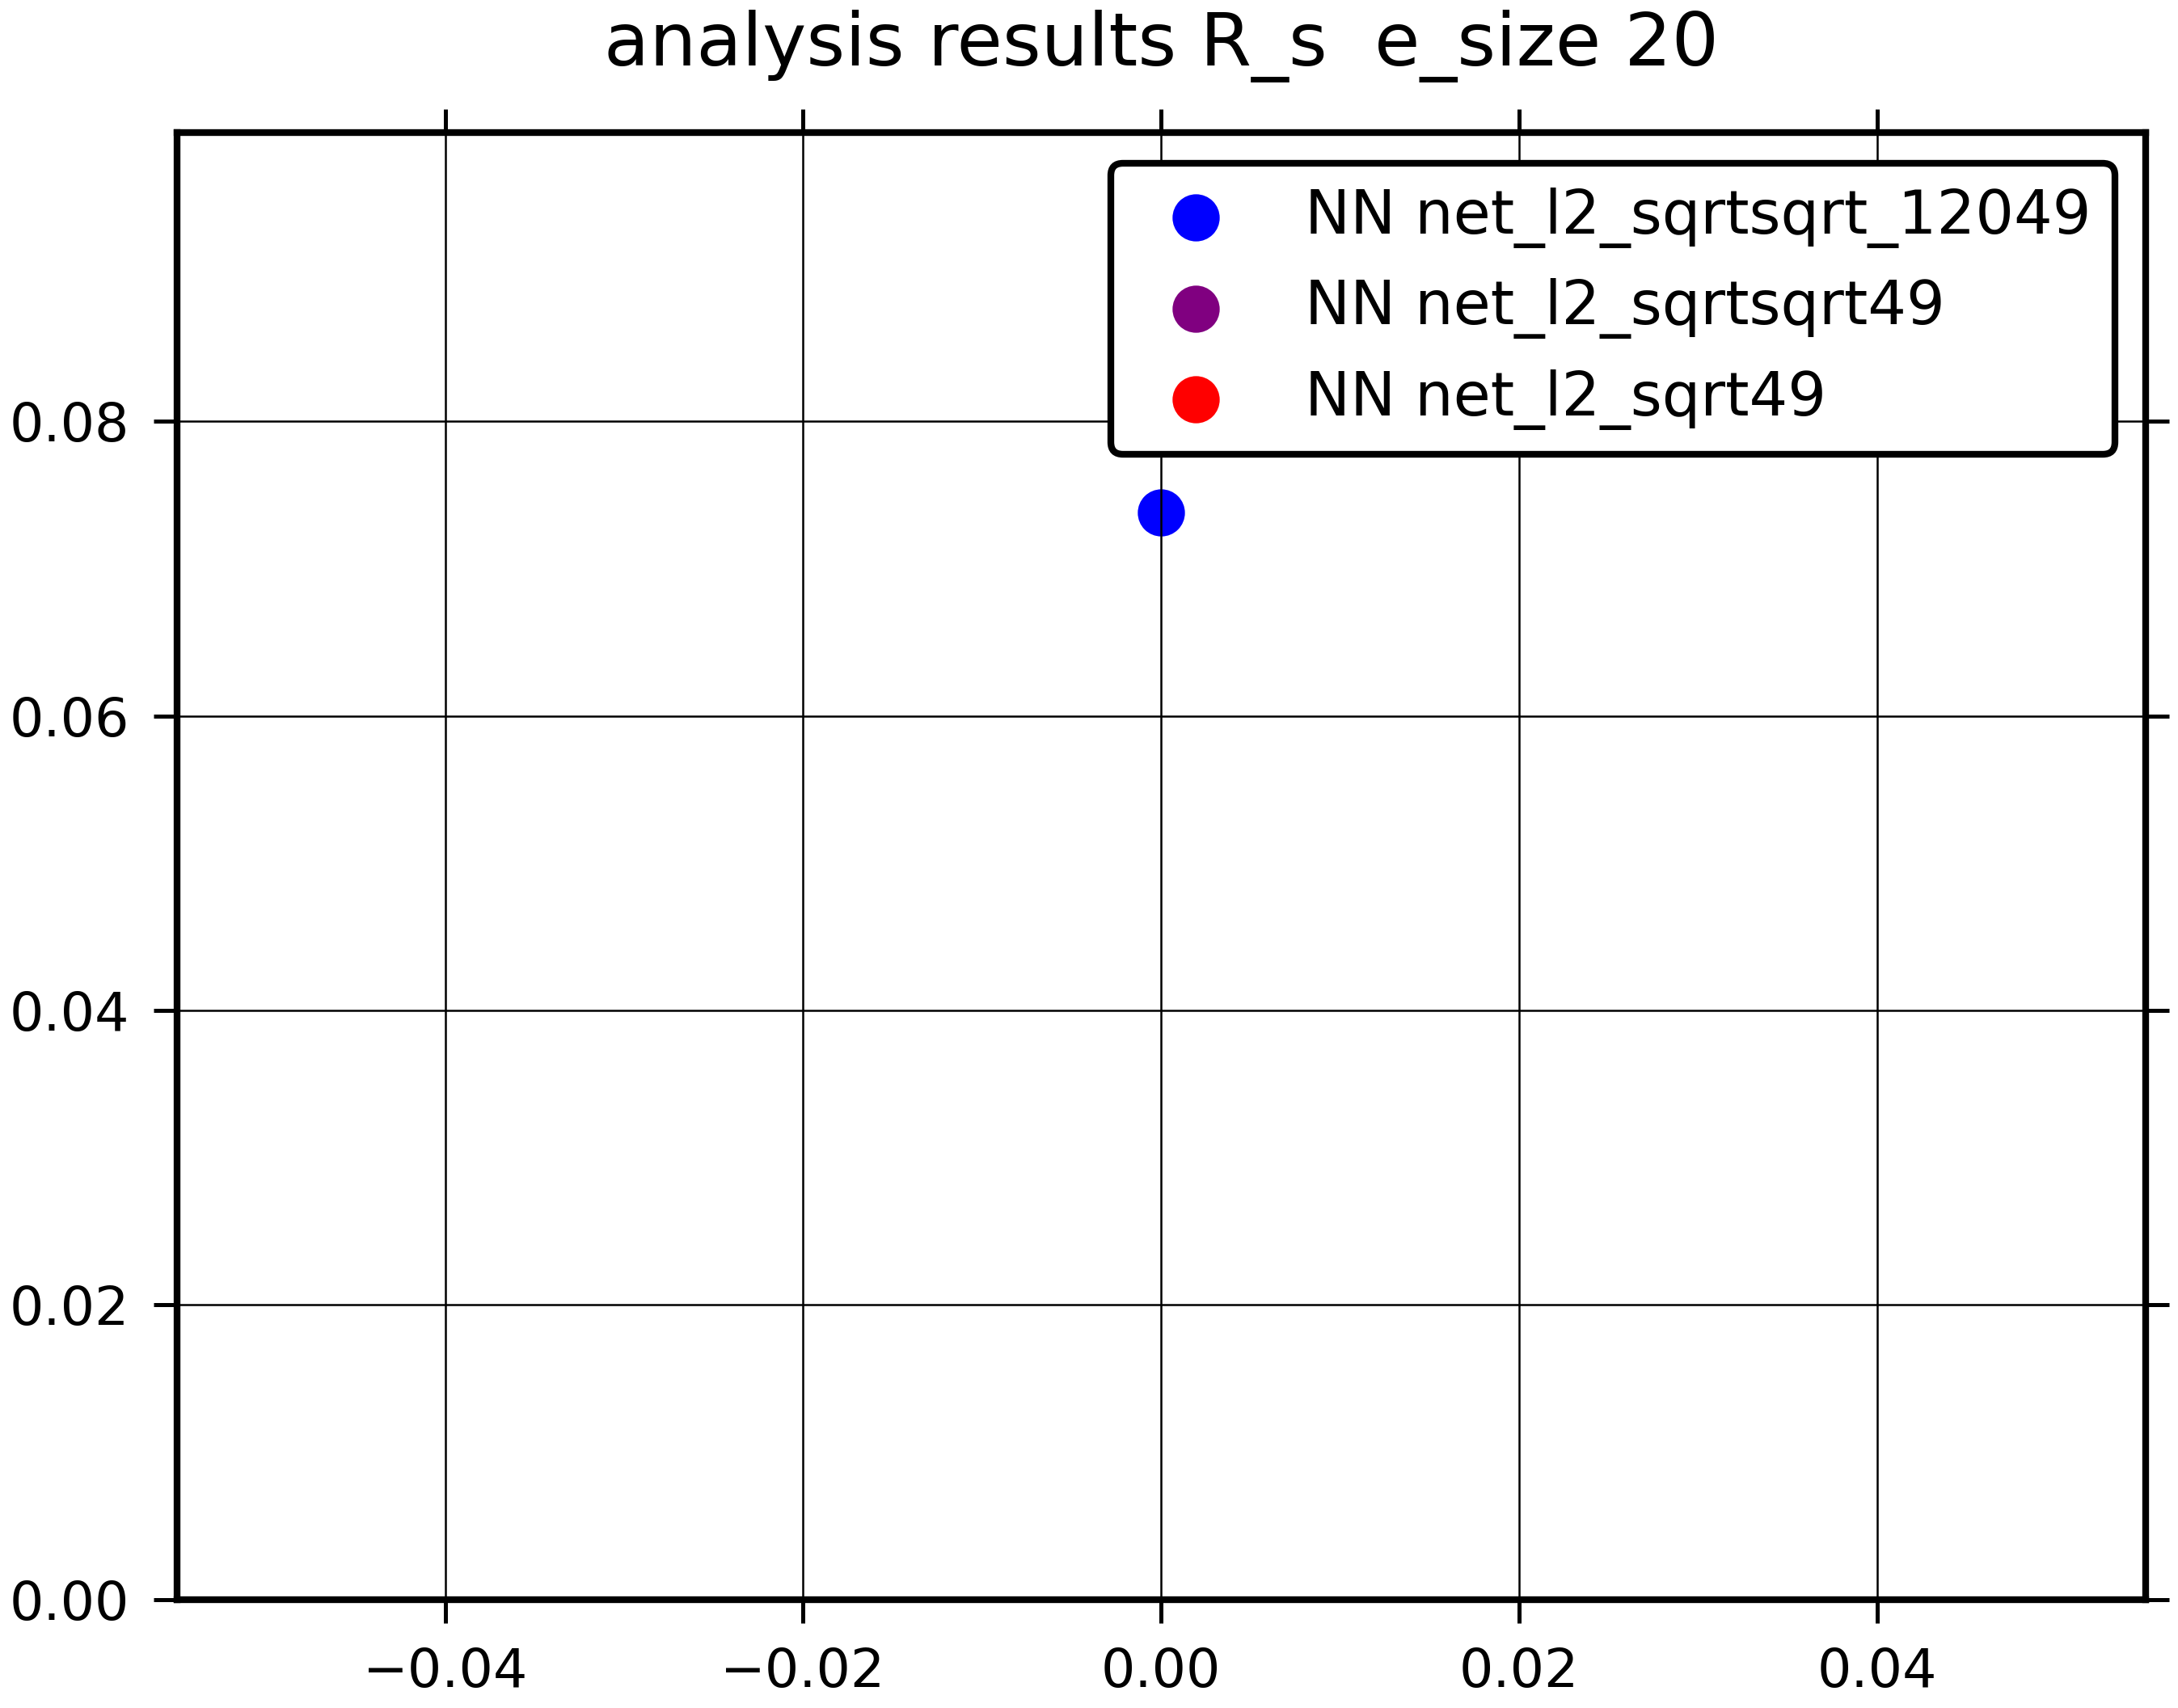 analysis results R_s  e_size 20
NN net_l2_sqrtsqrt_12049
NN net_l2_sqrtsqrt49
NN net_l2_sqrt49
0.08
0.06
0.04
0.02
0.00
−0.04
−0.02
0.00
0.02
0.04